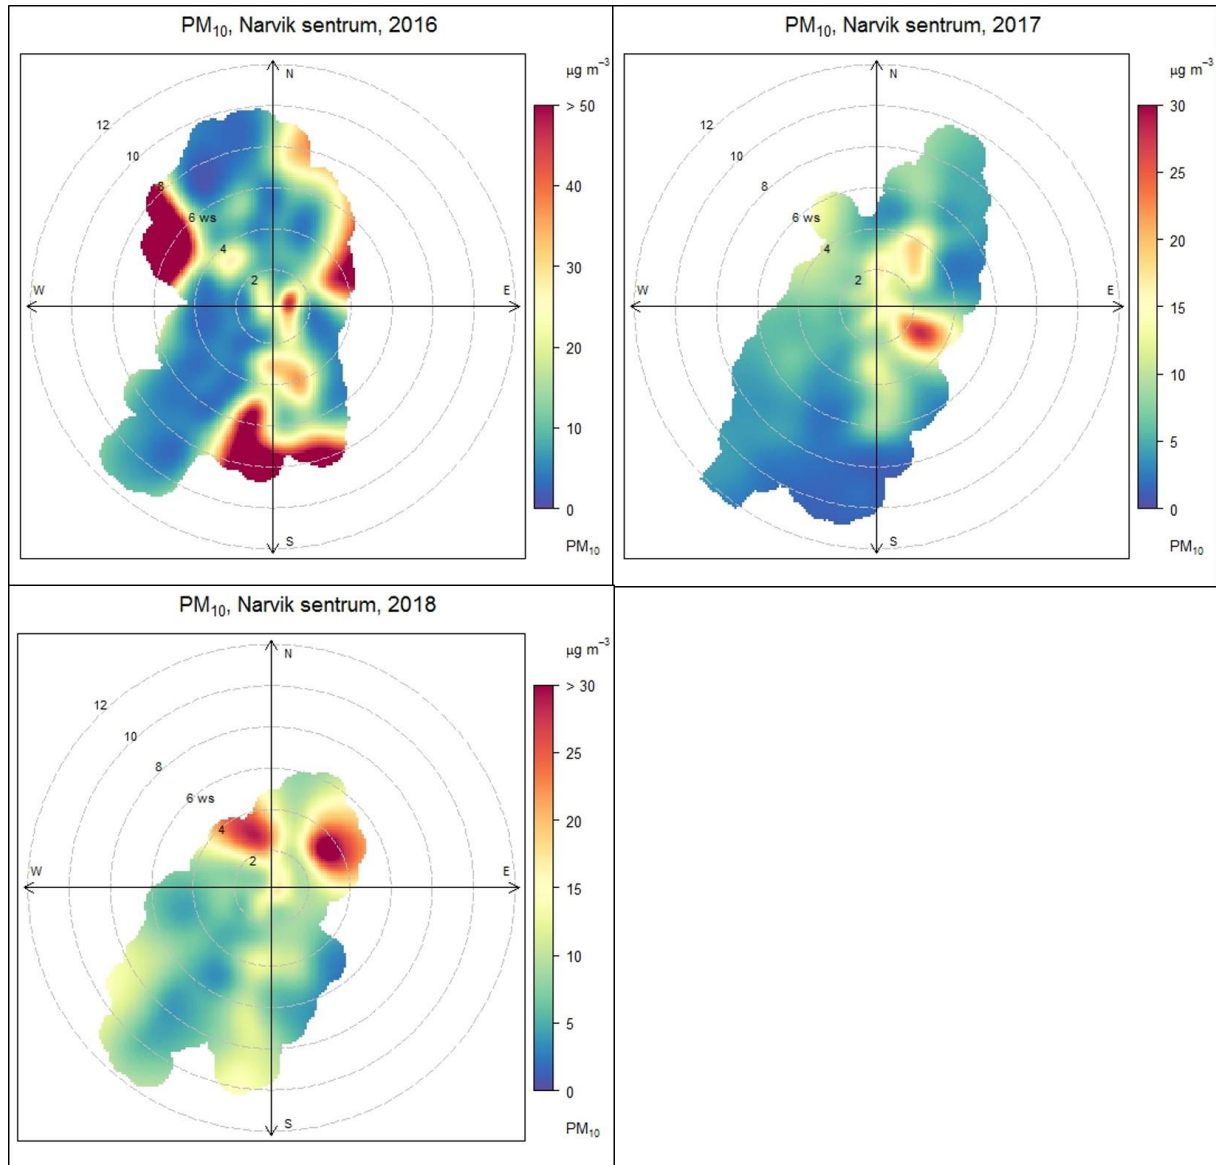 PM₁₀, Narvik sentrum, 2016
µg m⁻³
> 50
40
30
20
10
0
PM₁₀
N
12
10
8
6 ws
4
2
W
E
S
PM₁₀, Narvik sentrum, 2017
µg m⁻³
30
25
20
15
10
5
0
PM₁₀
N
12
10
8
6 ws
4
2
W
E
S
PM₁₀, Narvik sentrum, 2018
µg m⁻³
> 30
25
20
15
10
5
0
PM₁₀
N
12
10
8
6 ws
4
2
W
E
S